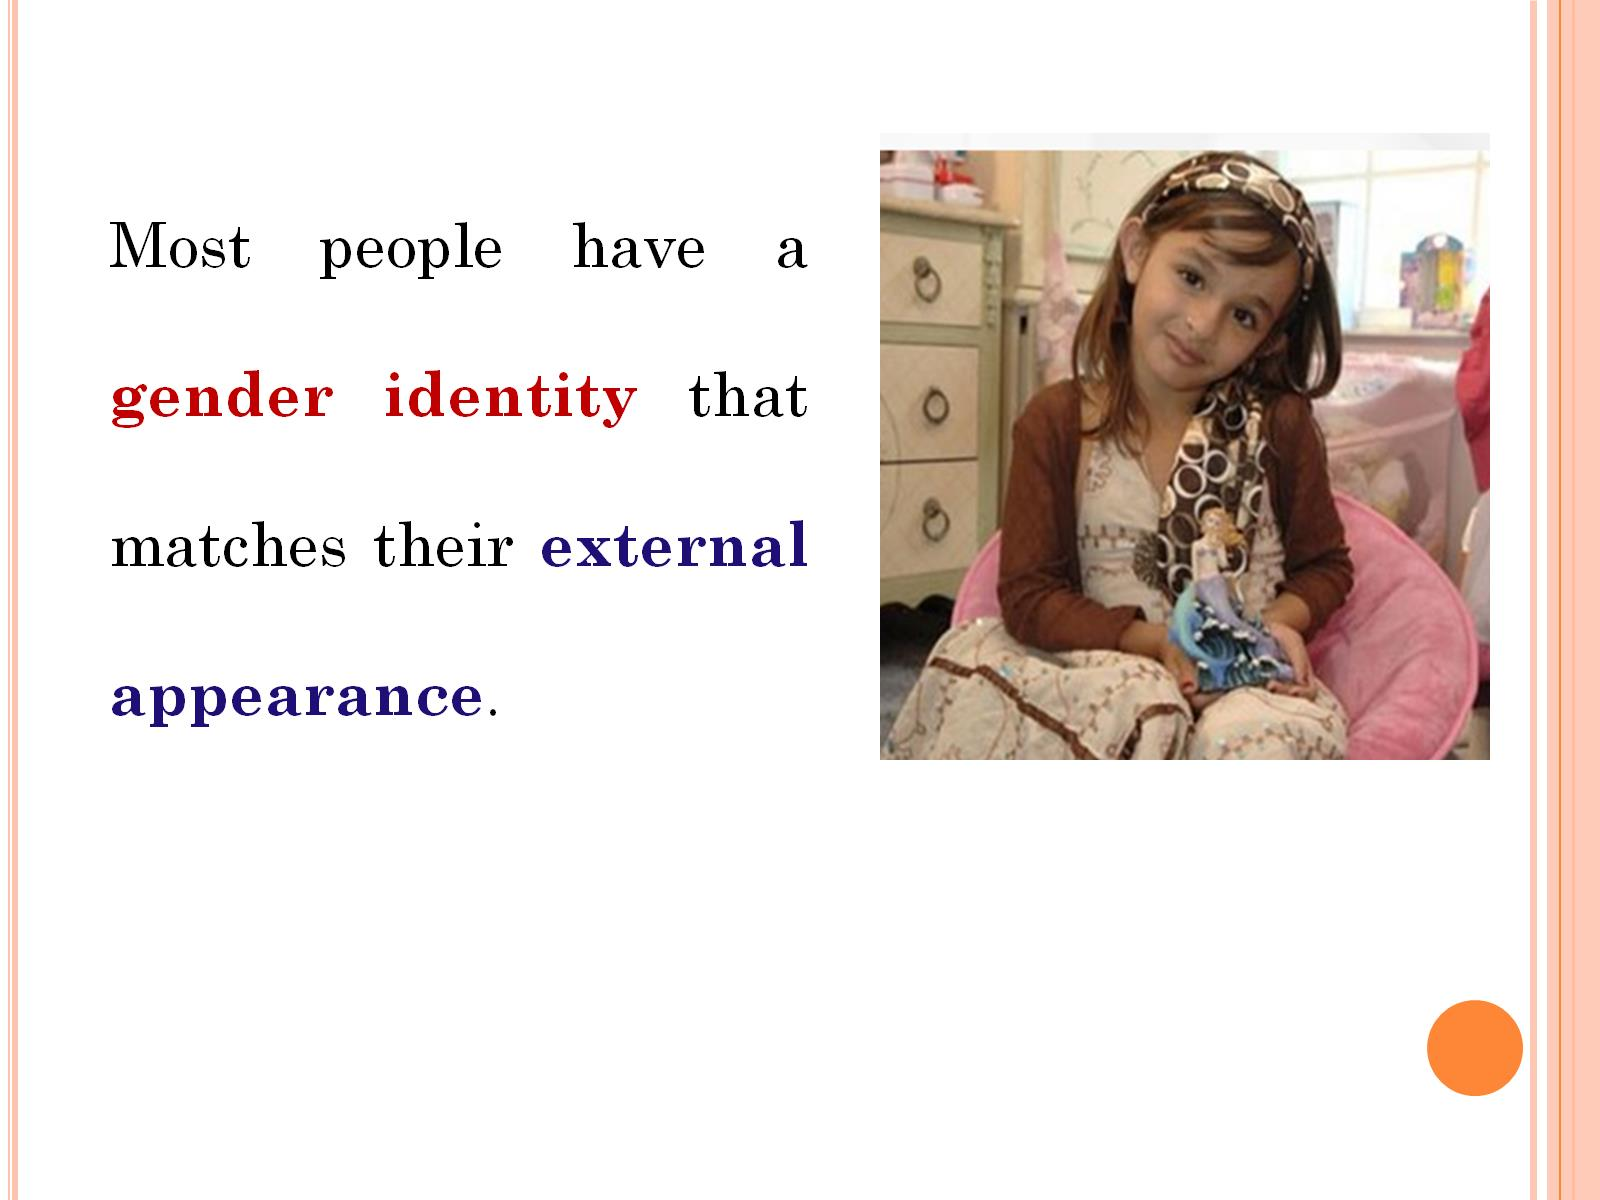 Most people have a
gender identity that
matches their external
appearance.